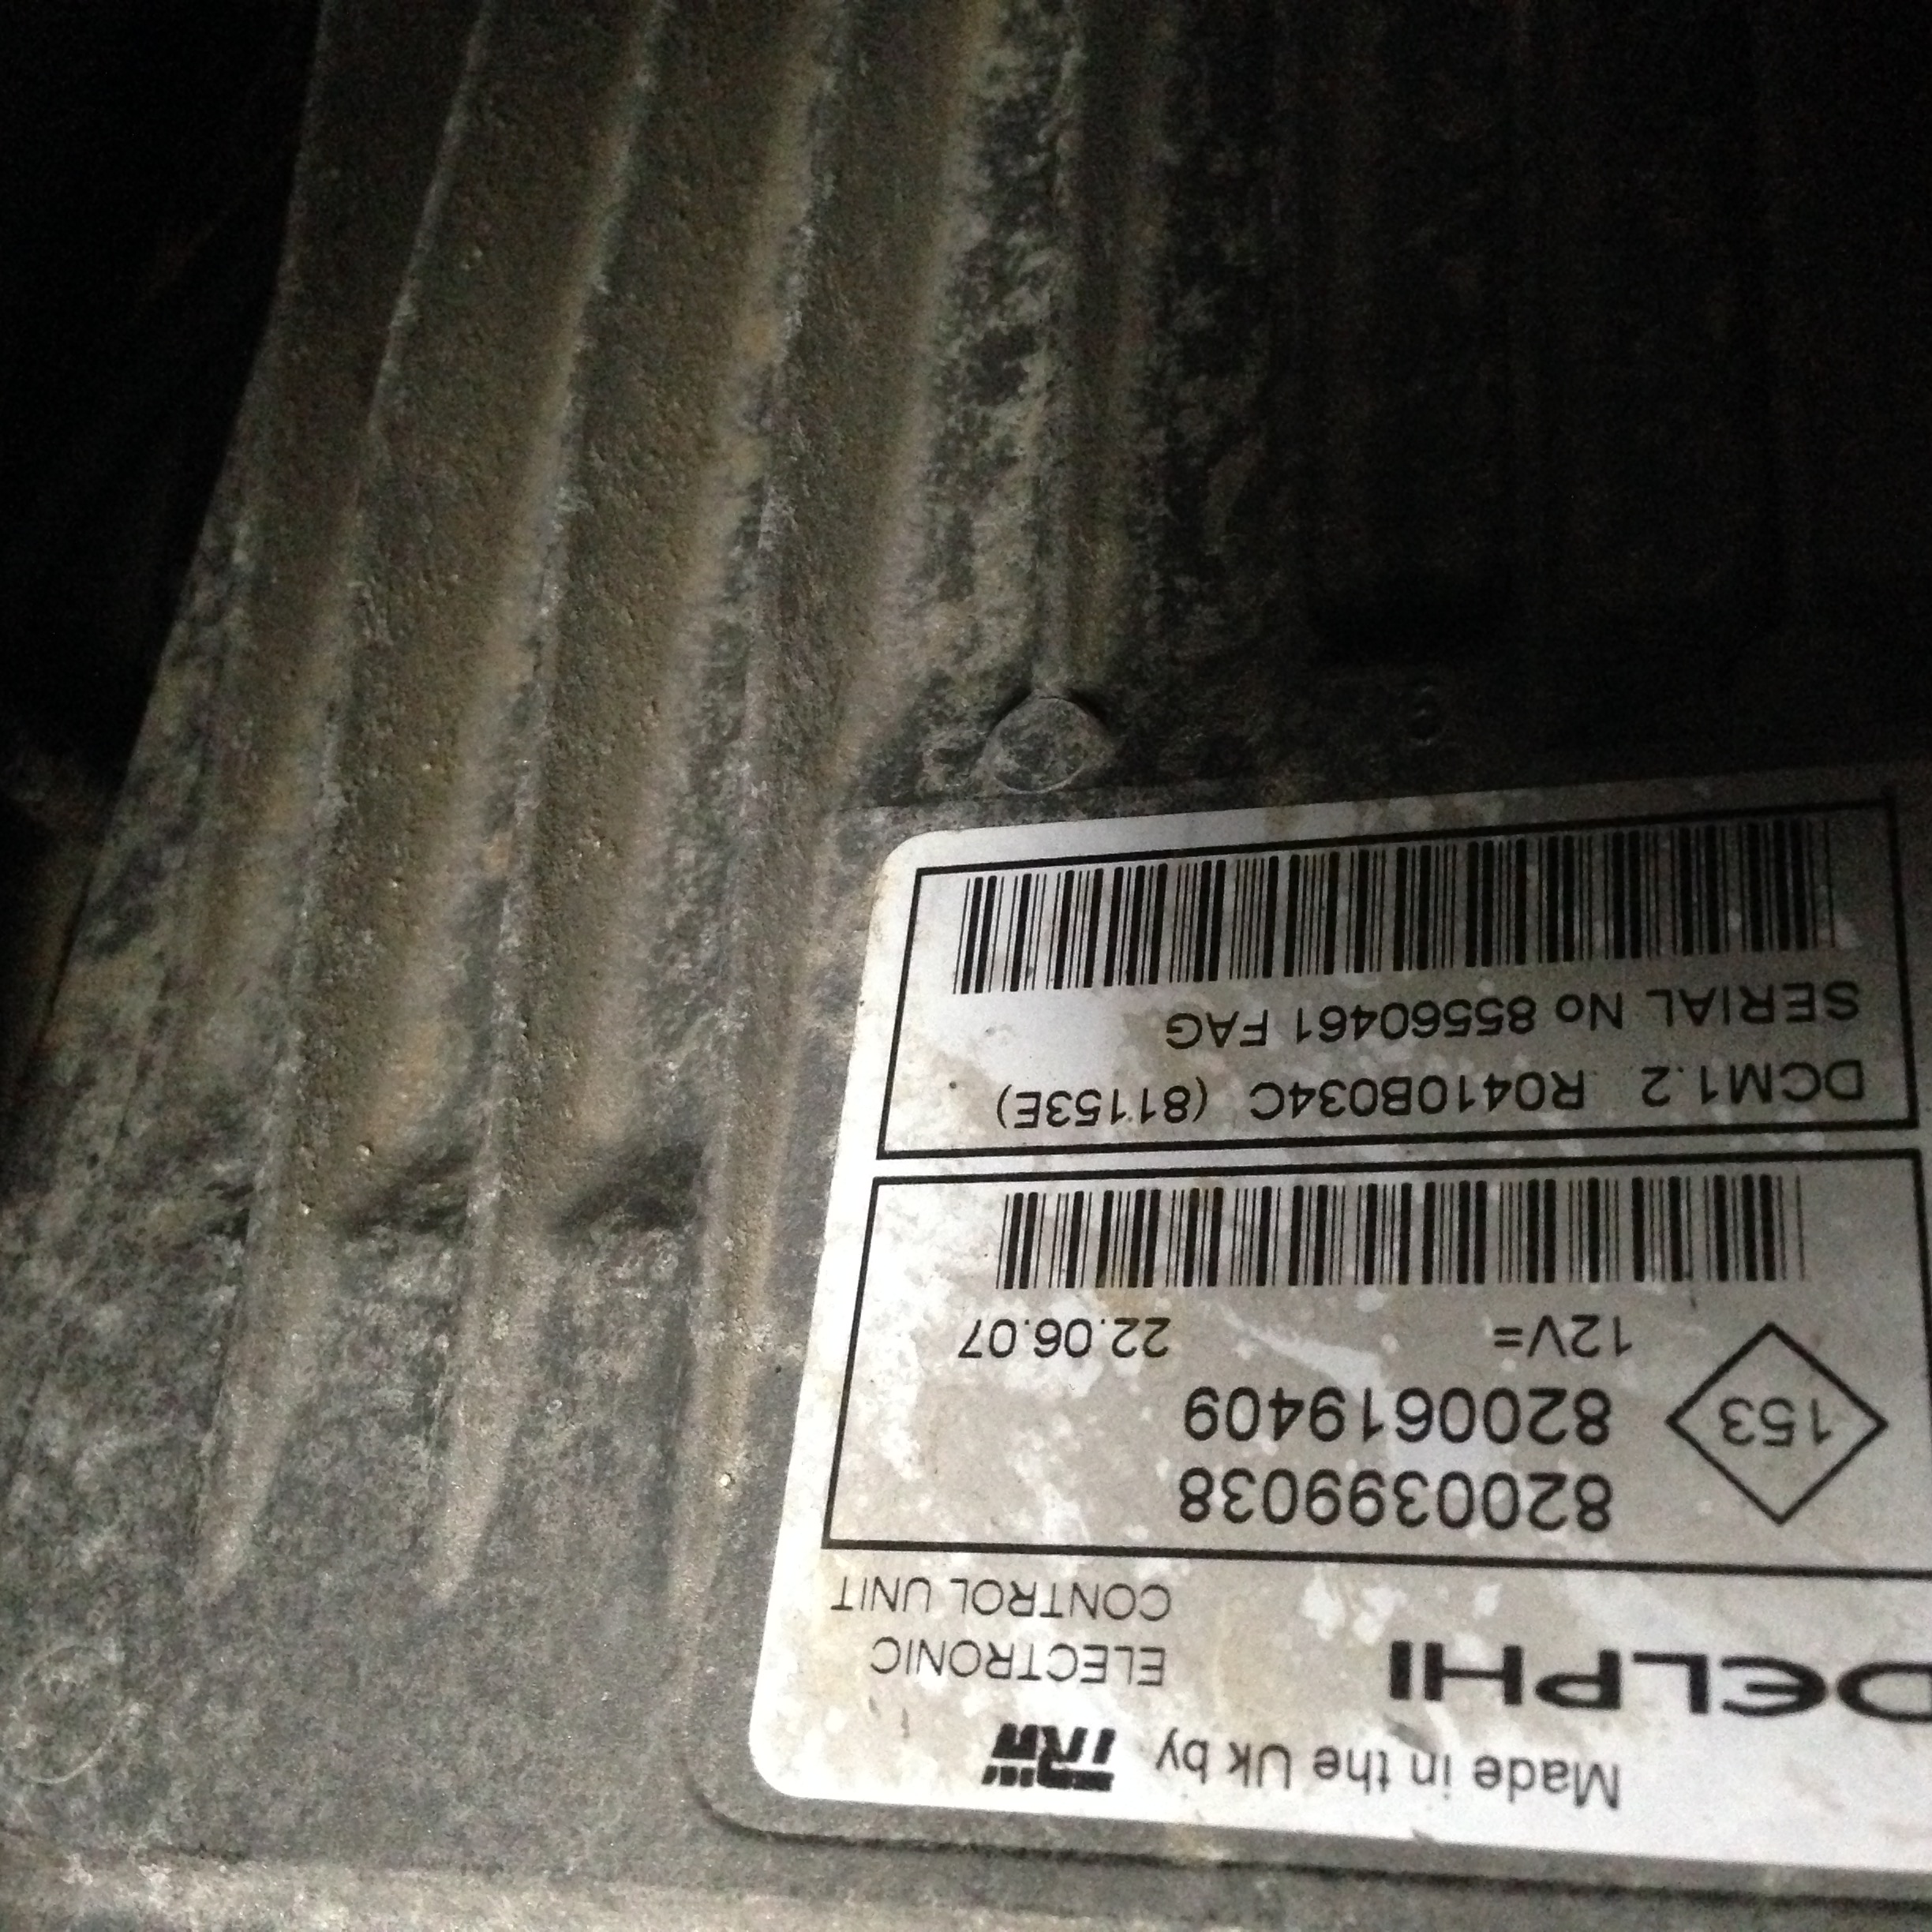 Made in the Uk by TRW
DELPHI
ELECTRONIC
CONTROL UNIT
8200399038
153
8200619409
12V= 22.06.07
DCM1.2 R0410B034C (81153E)
SERIAL No 85560461 FAG